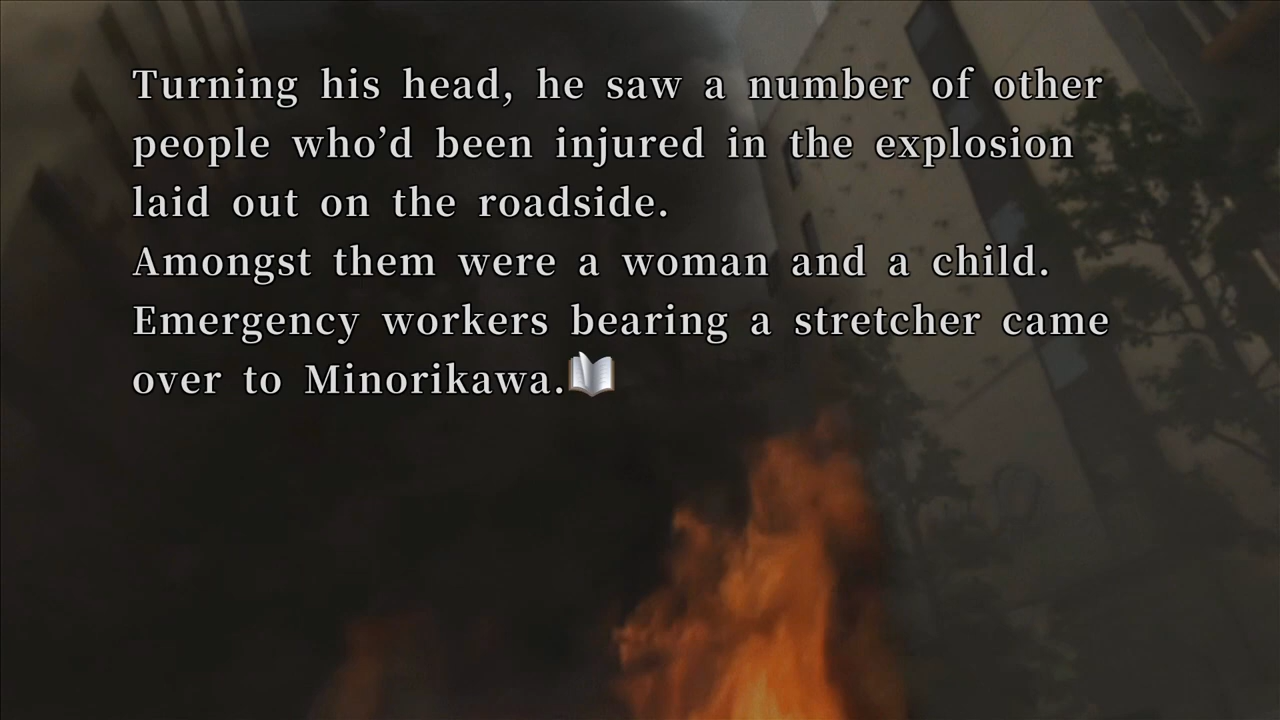 Turning his head, he saw a number of other
people who’d been injured in the explosion
laid out on the roadside.
Amongst them were a woman and a child.
Emergency workers bearing a stretcher came
over to Minorikawa.